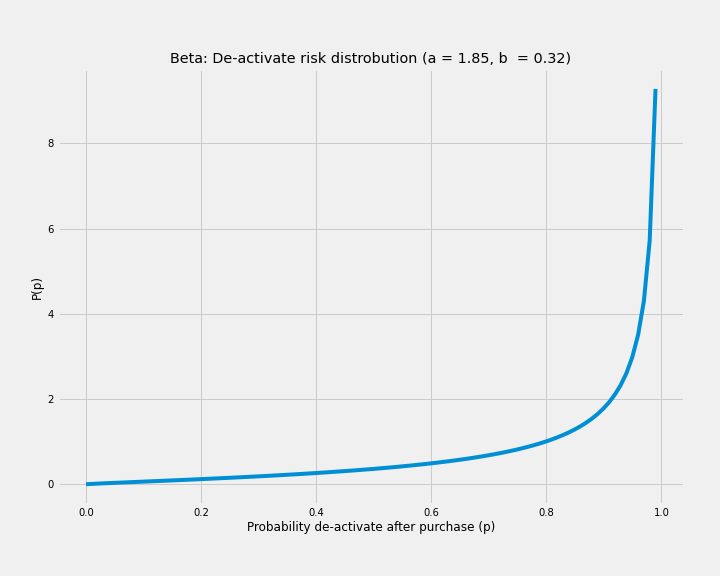 Beta: De-activate risk distrobution (a = 1.85, b  = 0.32)
P(p)
8
6
4
2
0
0.0 0.2 0.4 0.6 0.8 1.0
Probability de-activate after purchase (p)